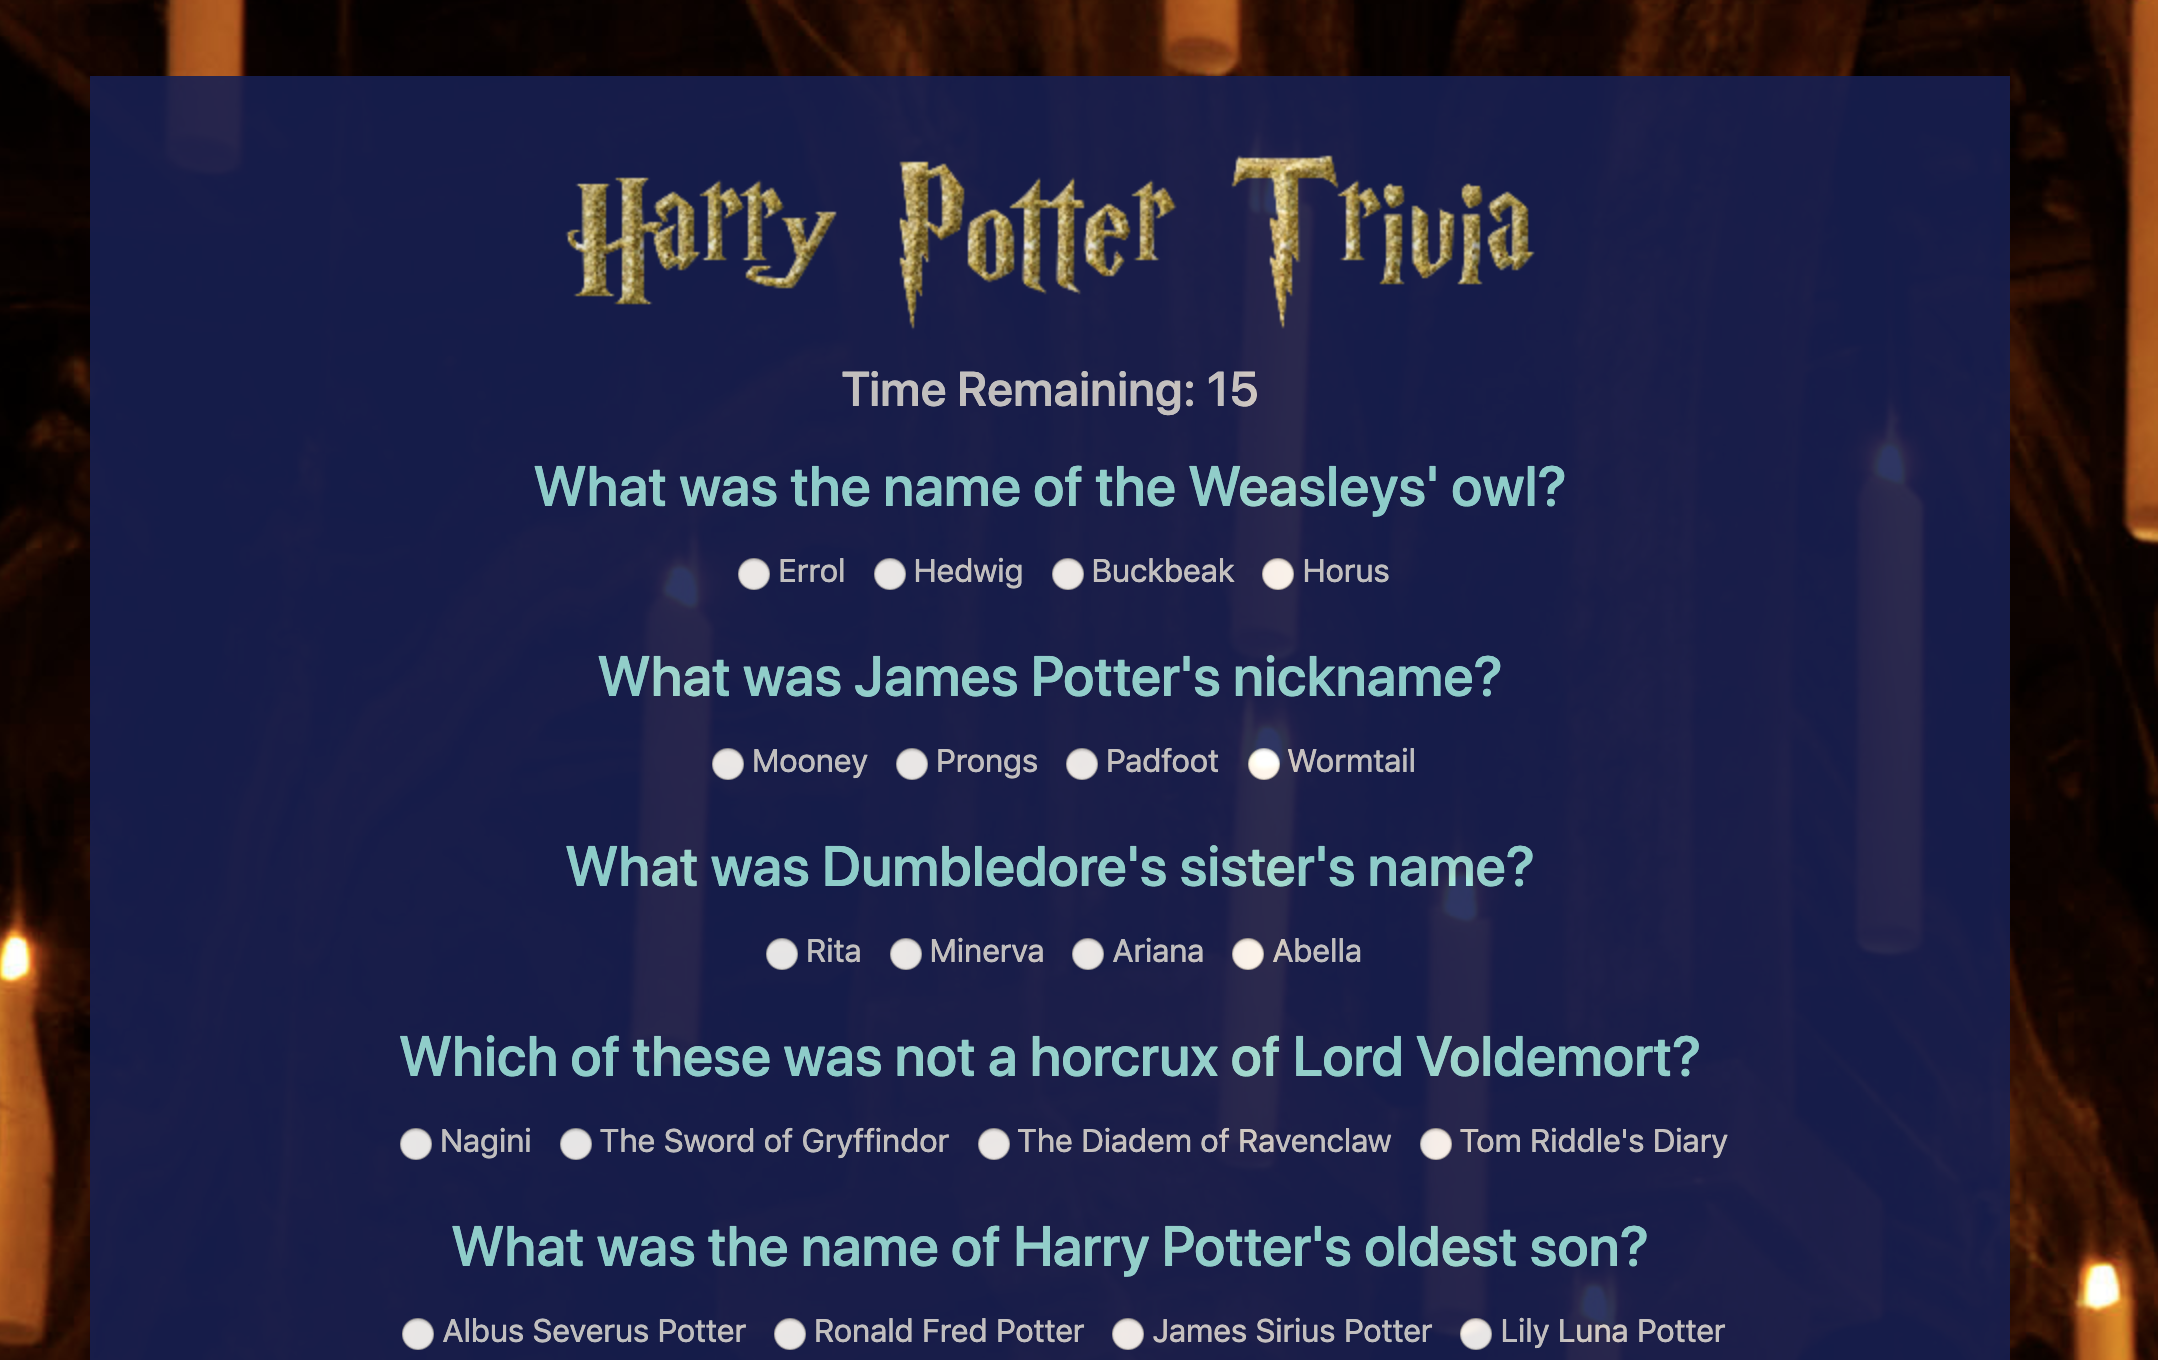 Harry Potter Trivia
Time Remaining: 15
What was the name of the Weasleys' owl?
Errol Hedwig Buckbeak Horus
What was James Potter's nickname?
Mooney Prongs Padfoot Wormtail
What was Dumbledore's sister's name?
Rita Minerva Ariana Abella
Which of these was not a horcrux of Lord Voldemort?
Nagini The Sword of Gryffindor The Diadem of Ravenclaw Tom Riddle's Diary
What was the name of Harry Potter's oldest son?
Albus Severus Potter Ronald Fred Potter James Sirius Potter Lily Luna Potter